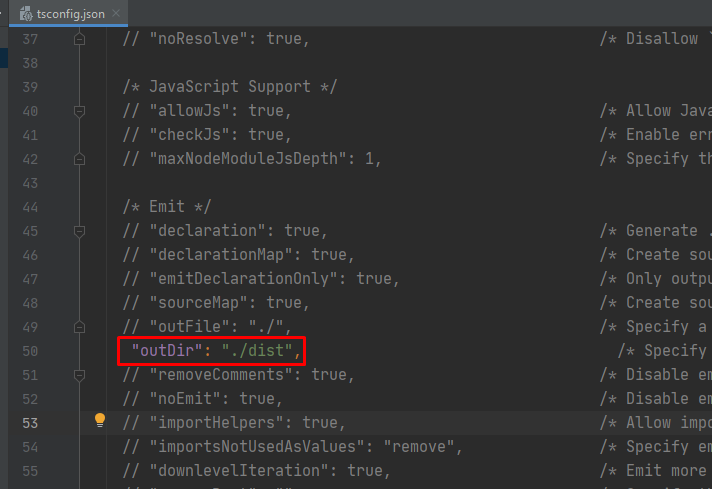 tsconfig.json
37 // "noResolve": true, /* Disallow
38
39 /* JavaScript Support */
40 // "allowJs": true, /* Allow Java
41 // "checkJs": true, /* Enable err
42 // "maxNodeModuleJsDepth": 1, /* Specify th
43
44 /* Emit */
45 // "declaration": true, /* Generate .
46 // "declarationMap": true, /* Create sou
47 // "emitDeclarationOnly": true, /* Only outpu
48 // "sourceMap": true, /* Create sou
49 // "outFile": "./", /* Specify a
50 "outDir": "./dist", /* Specify
51 // "removeComments": true, /* Disable em
52 // "noEmit": true, /* Disable em
53 // "importHelpers": true, /* Allow impo
54 // "importsNotUsedAsValues": "remove", /* Specify em
55 // "downlevelIteration": true, /* Emit more